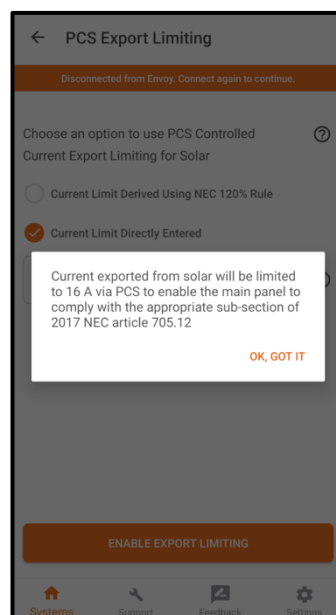 PCS Export Limiting
Disconnected from Envoy. Connect again to continue.
Choose an option to use PCS Controlled
Current Export Limiting for Solar
Current Limit Derived Using NEC 120% Rule
Current Limit Directly Entered
Current exported from solar will be limited
to 16 A via PCS to enable the main panel to
comply with the appropriate sub-section of
2017 NEC article 705.12
OK, GOT IT
ENABLE EXPORT LIMITING
Systems
Support
Feedback
Settings